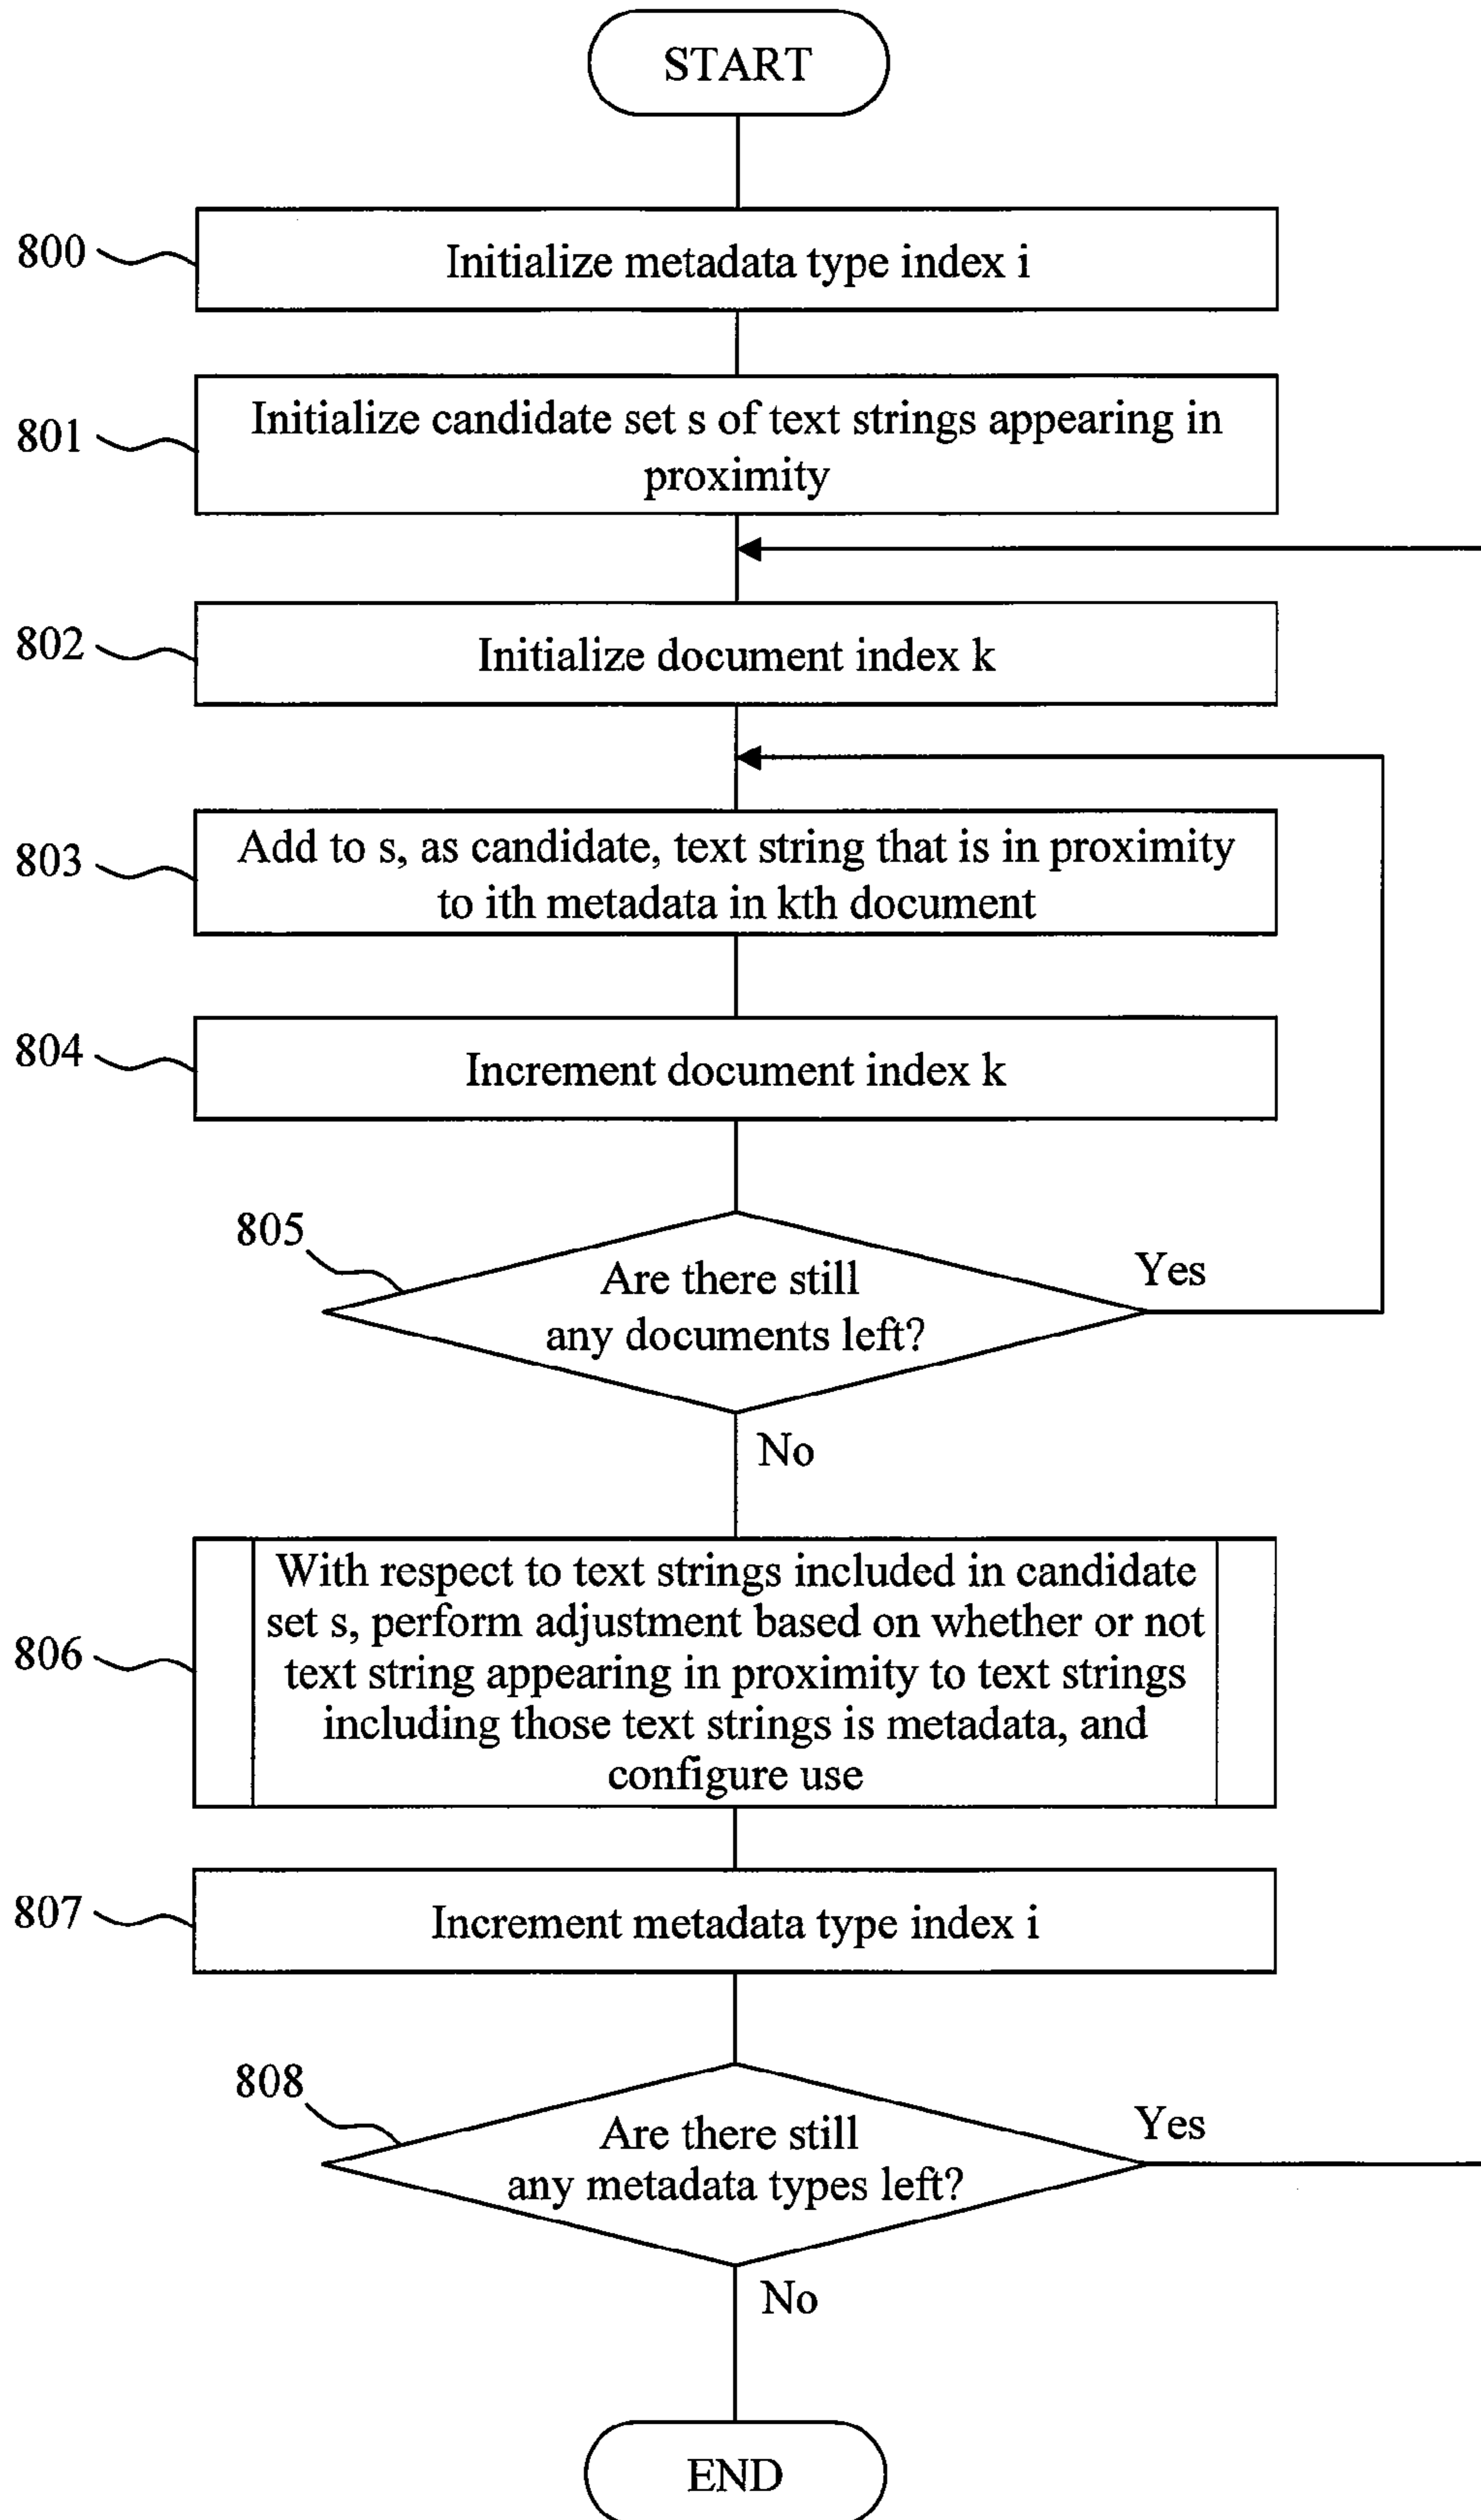 START
800
Initialize metadata type index i
801
Initialize candidate set s of text strings appearing in
proximity
802
Initialize document index k
803
Add to s, as candidate, text string that is in proximity
to ith metadata in kth document
804
Increment document index k
805
Are there still
any documents left?
Yes
No
806
With respect to text strings included in candidate
set s, perform adjustment based on whether or not
text string appearing in proximity to text strings
including those text strings is metadata, and
configure use
807
Increment metadata type index i
808
Are there still
any metadata types left?
Yes
No
END